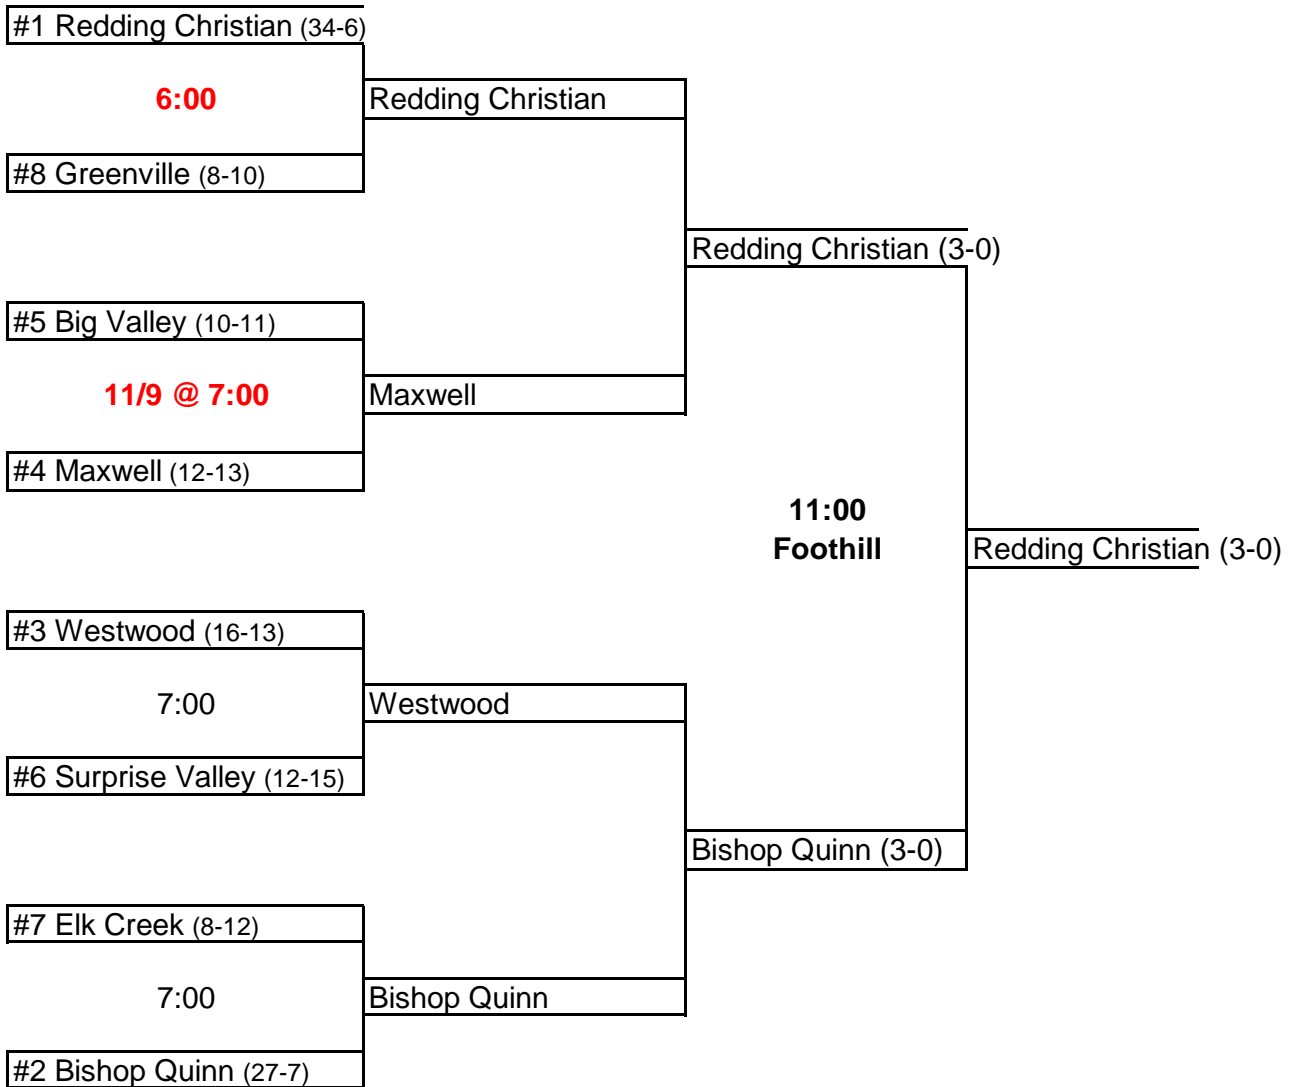 #1 Redding Christian (34-6)
6:00
Redding Christian
#8 Greenville (8-10)
Redding Christian (3-0)
#5 Big Valley (10-11)
11/9 @ 7:00
Maxwell
#4 Maxwell (12-13)
11:00
Foothill
Redding Christian (3-0)
#3 Westwood (16-13)
7:00
Westwood
#6 Surprise Valley (12-15)
Bishop Quinn (3-0)
#7 Elk Creek (8-12)
7:00
Bishop Quinn
#2 Bishop Quinn (27-7)